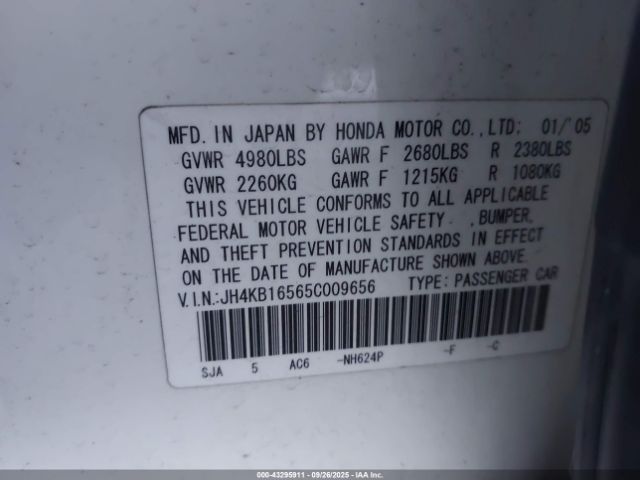 MFD. IN JAPAN BY HONDA MOTOR CO.,LTD: 01/'05
GVWR 4980LBS GAWR F 2680LBS R 2380LBS
GVWR 2260KG GAWR F 1215KG R 1080KG
THIS VEHICLE CONFORMS TO ALL APPLICABLE
FEDERAL MOTOR VEHICLE SAFETY , BUMPER,
AND THEFT PREVENTION STANDARDS IN EFFECT
ON THE DATE OF MANUFACTURE SHOWN ABOVE.
V.I.N.:JH4KB16565C009656 TYPE: PASSENGER CAR
SJA 5 AC6 -NH624P -F -C
000-43295911 - 09/26/2025 - IAAI.COM